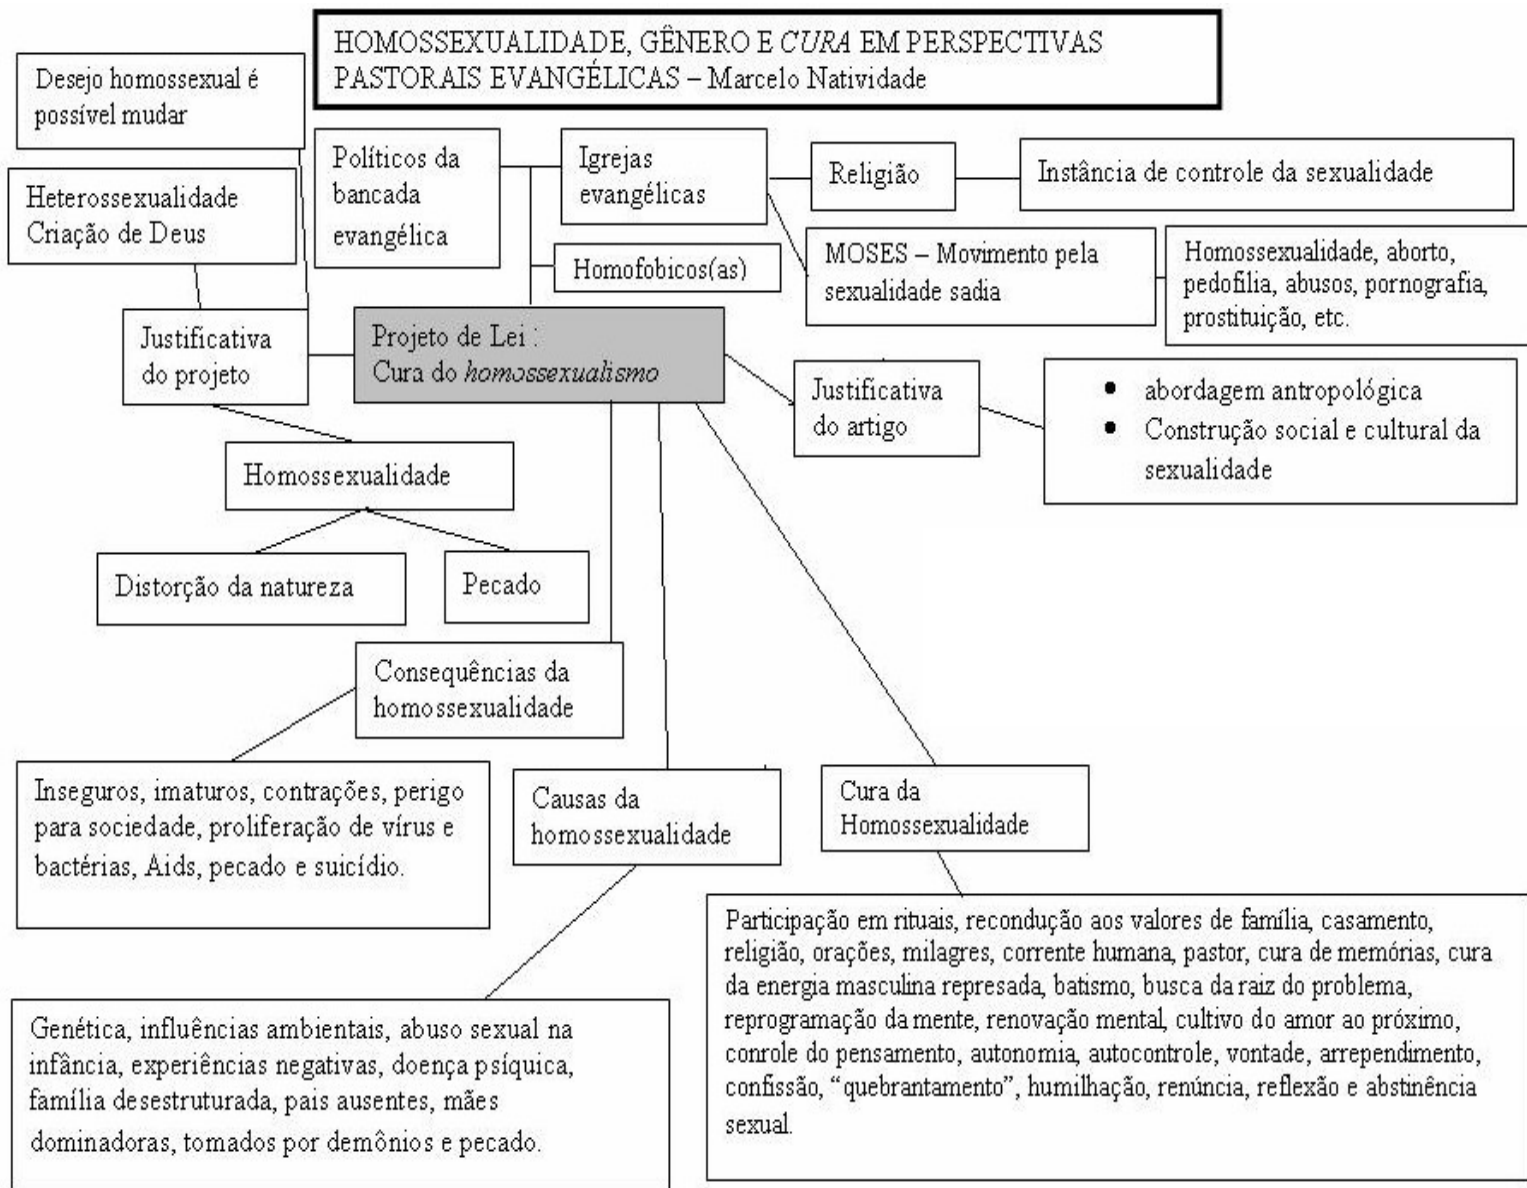 HOMOSSEXUALIDADE, GÊNERO E CURA EM PERSPECTIVAS
PASTORAIS EVANGÉLICAS – Marcelo Natividade
Desejo homossexual é
possível mudar
Políticos da
bancada
evangélica
Igrejas
evangélicas
Religião
Instância de controle da sexualidade
Heterossexualidade
Criação de Deus
Homofobicos(as)
MOSES – Movimento pela
sexualidade sadia
Homossexualidade, aborto,
pedofilia, abusos, pornografia,
prostituição, etc.
Justificativa
do projeto
Projeto de Lei :
Cura do homossexualismo
Justificativa
do artigo
• abordagem antropológica
• Construção social e cultural da
sexualidade
Homossexualidade
Distorção da natureza
Pecado
Consequências da
homossexualidade
Inseguros, imaturos, contrações, perigo
para sociedade, proliferação de vírus e
bactérias, Aids, pecado e suicídio.
Causas da
homossexualidade
Cura da
Homossexualidade
Genética, influências ambientais, abuso sexual na
infância, experiências negativas, doença psíquica,
família desestruturada, pais ausentes, mães
dominadoras, tomados por demônios e pecado.
Participação em rituais, recondução aos valores de família, casamento,
religião, orações, milagres, corrente humana, pastor, cura de memórias, cura
da energia masculina represada, batismo, busca da raiz do problema,
reprogramação da mente, renovação mental, cultivo do amor ao próximo,
conrole do pensamento, autonomia, autocontrole, vontade, arrependimento,
confissão, “quebrantamento”, humilhação, renúncia, reflexão e abstinência
sexual.